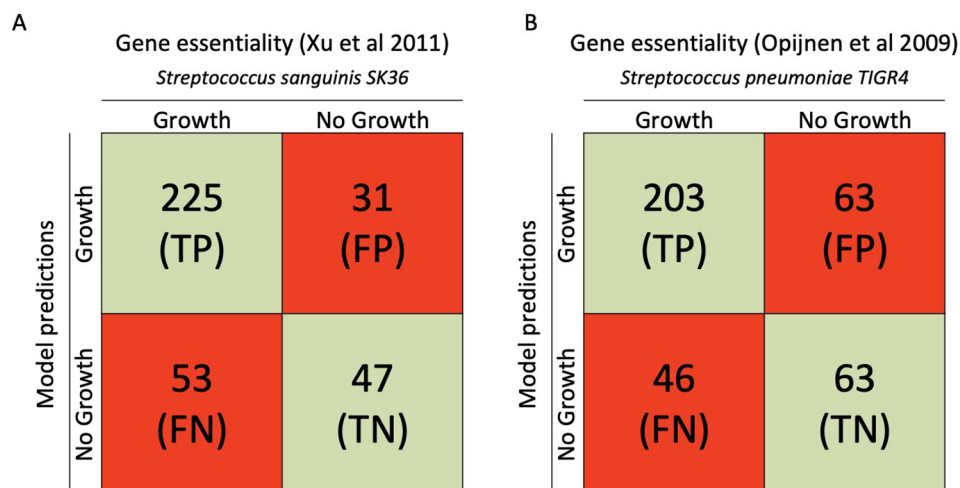 A
Gene essentiality (Xu et al 2011)
Streptococcus sanguinis SK36
Growth
No Growth
Model predictions
Growth
No Growth
225
(TP)
31
(FP)
53
(FN)
47
(TN)
B
Gene essentiality (Opijnen et al 2009)
Streptococcus pneumoniae TIGR4
Growth
No Growth
Model predictions
Growth
No Growth
203
(TP)
63
(FP)
46
(FN)
63
(TN)